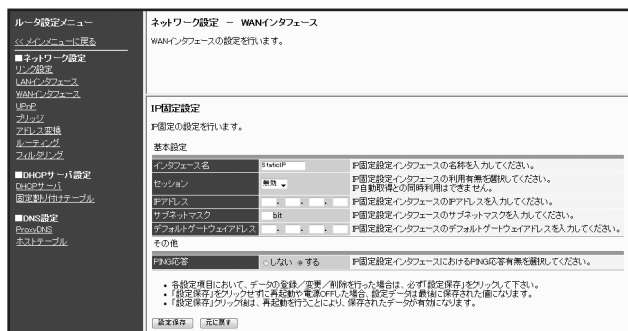 ルータ設定メニュー
<<メインメニューに戻る
■ネットワーク設定
リンク設定
LANインタフェース
WANインタフェース
UPnP
ブリッジ
アドレス変換
ルーティング
フィルタリング
■DHCPサーバ設定
DHCPサーバ
固定割り付けテーブル
■DNS設定
ProxyDNS
ホストテーブル
ネットワーク設定 － WANインタフェース
WANインタフェースの設定を行います。
IP固定設定
IP固定の設定を行います。
基本設定
インタフェース名 StaticIP IP固定設定インタフェースの名称を入力してください。
セッション 無効 IP固定設定インタフェースの利用有無を選択してください。
IP自動取得との同時利用はできません。
IPアドレス . . . IP固定設定インタフェースのIPアドレスを入力してください。
サブネットマスク bit IP固定設定インタフェースのサブネットマスクを入力してください。
デフォルトゲートウェイアドレス . . . IP固定設定インタフェースのデフォルトゲートウェイアドレスを入力してください。
その他
PING応答 しない する IP固定設定インタフェースにおけるPING応答有無を選択してください。
• 各設定項目において、データの登録／変更／削除を行った場合は、必ず「設定保存」をクリックして下さい。
• 「設定保存」をクリックせずに再起動や電源OFFした場合、設定データは最後に保存された値になります。
• 「設定保存」クリック後は、再起動を行うことにより、保存されたデータが有効になります。
設定保存 元に戻す